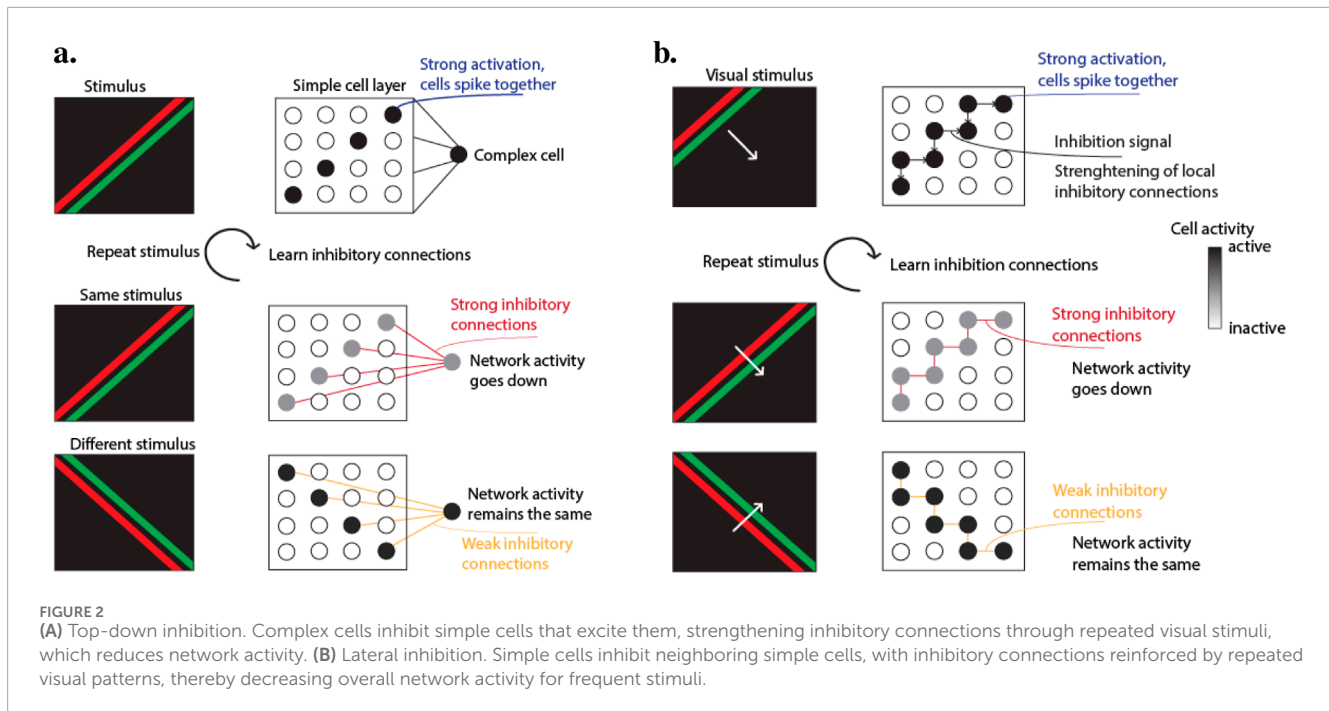 a.
Stimulus
Simple cell layer
Strong activation,
cells spike together
Complex cell
Repeat stimulus
Learn inhibitory connections
Same stimulus
Strong inhibitory
connections
Network activity
goes down
Different stimulus
Network activity
remains the same
Weak inhibitory
connections
b.
Visual stimulus
Strong activation,
cells spike together
Inhibition signal
Strenghtening of local
inhibitory connections
Cell activity
active
inactive
Repeat stimulus
Learn inhibition connections
Strong inhibitory
connections
Network activity
goes down
Weak inhibitory
connections
Network activity
remains the same
FIGURE 2
(A) Top-down inhibition. Complex cells inhibit simple cells that excite them, strengthening inhibitory connections through repeated visual stimuli,
which reduces network activity. (B) Lateral inhibition. Simple cells inhibit neighboring simple cells, with inhibitory connections reinforced by repeated
visual patterns, thereby decreasing overall network activity for frequent stimuli.